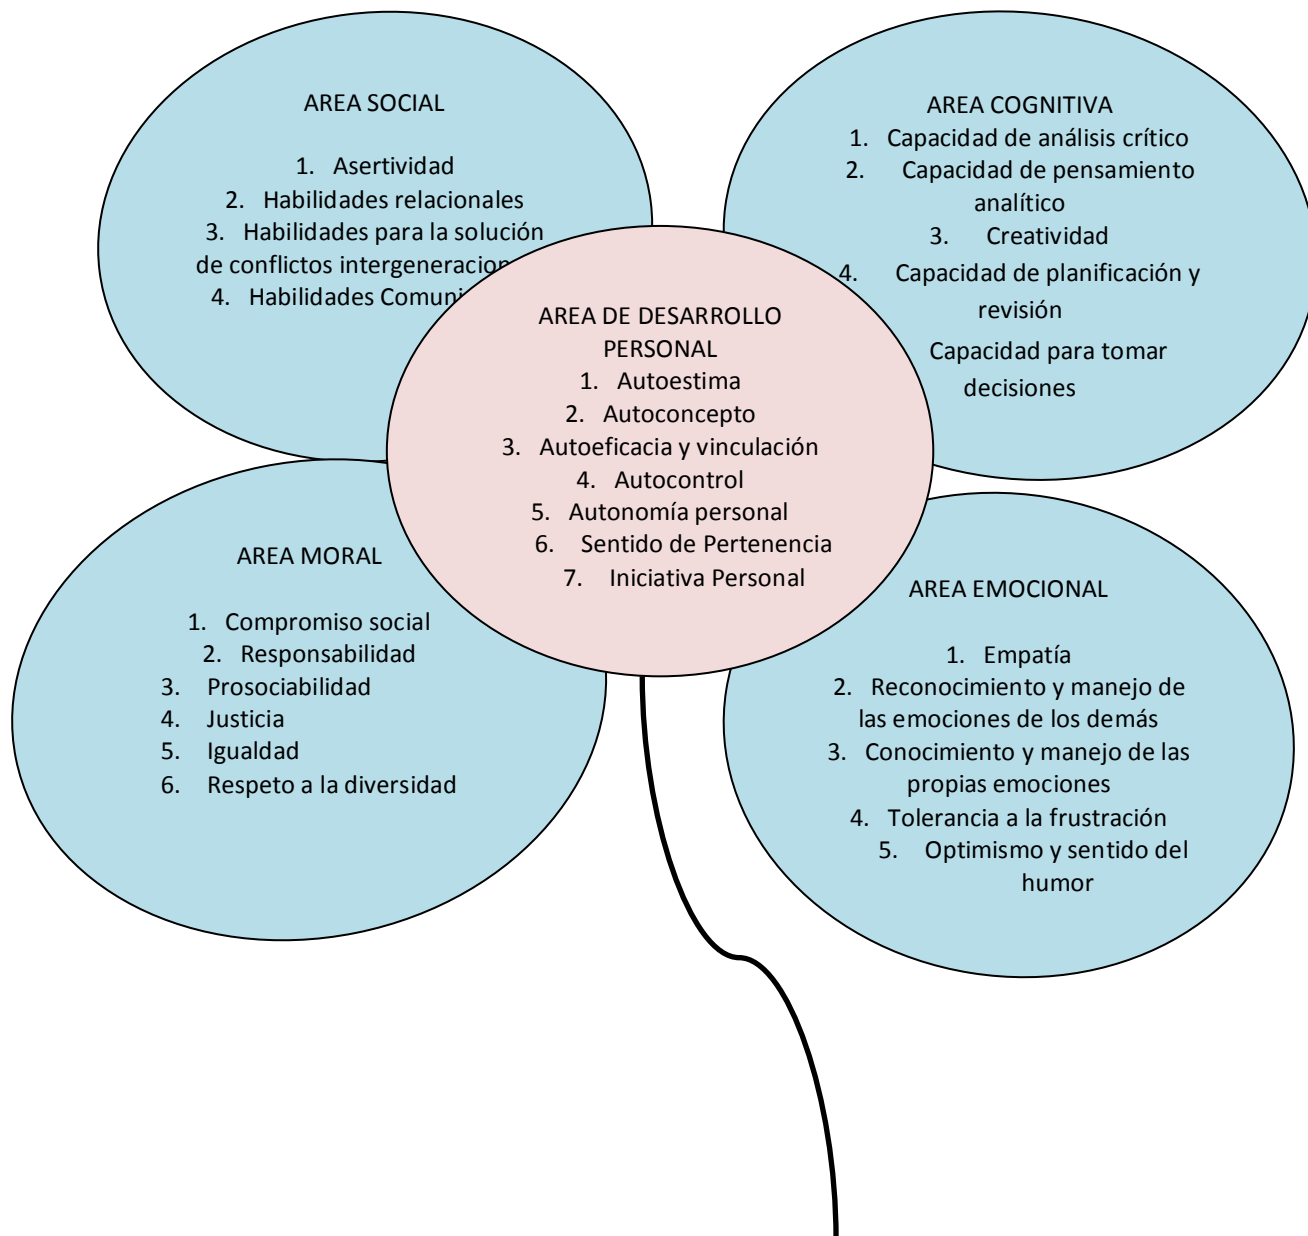 AREA SOCIAL
1. Asertividad
2. Habilidades relacionales
3. Habilidades para la solución
de conflictos
4. Habilidades
AREA COGNITIVA
1. Capacidad de análisis crítico
2. Capacidad de pensamiento
analítico
3. Creatividad
4. Capacidad de planificación y
revisión
Capacidad para tomar
decisiones
AREA DE DESARROLLO
PERSONAL
1. Autoestima
2. Autoconcepto
3. Autoeficacia y vinculación
4. Autocontrol
5. Autonomía personal
6. Sentido de Pertenencia
7. Iniciativa Personal
AREA MORAL
1. Compromiso social
2. Responsabilidad
3. Prosociabilidad
4. Justicia
5. Igualdad
6. Respeto a la diversidad
AREA EMOCIONAL
1. Empatía
2. Reconocimiento y manejo de
las emociones de los demás
3. Conocimiento y manejo de las
propias emociones
4. Tolerancia a la frustración
5. Optimismo y sentido del
humor